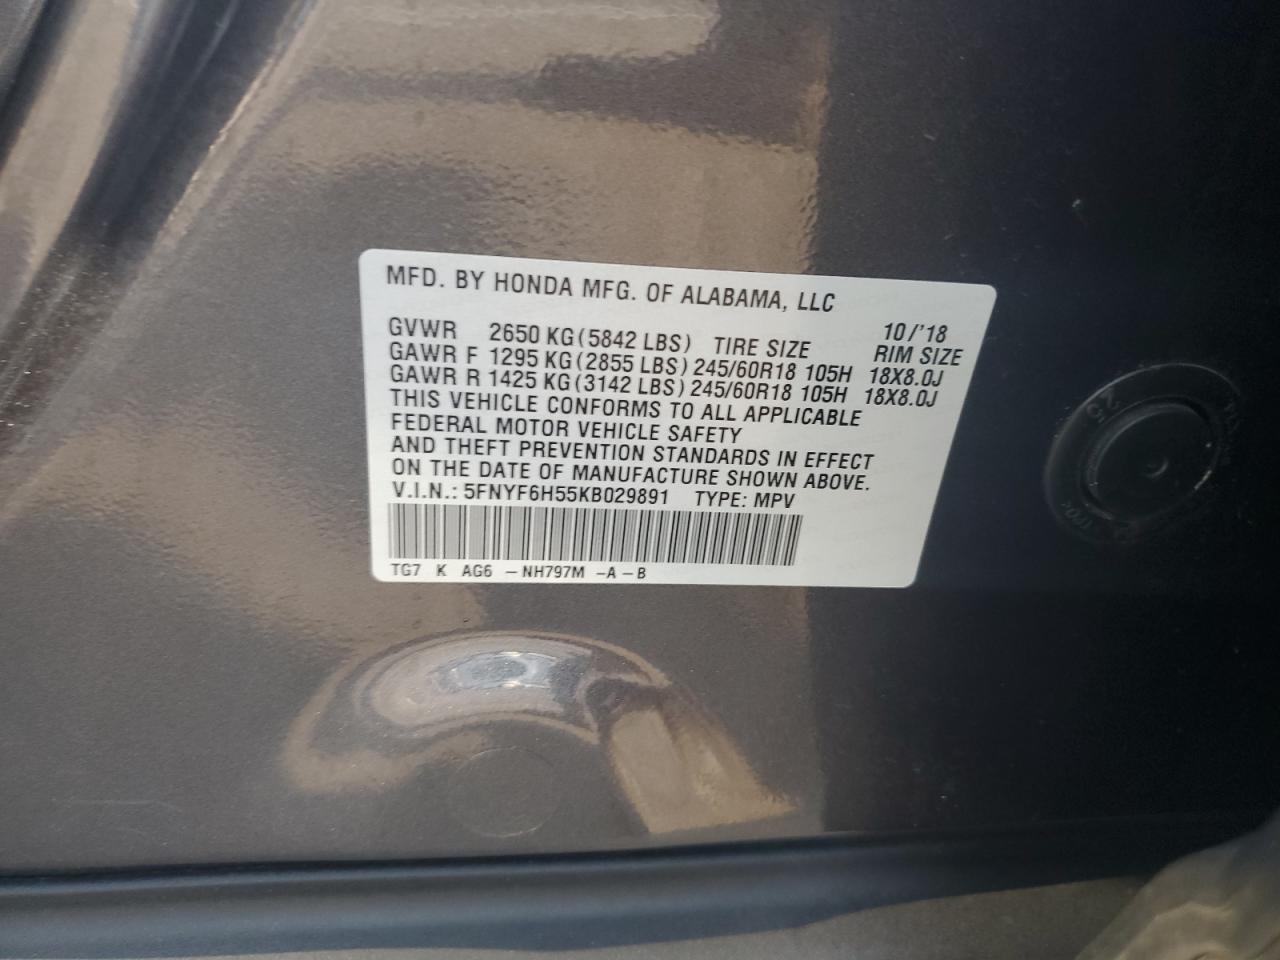 MFD. BY HONDA MFG. OF ALABAMA, LLC
10/'18
GVWR 2650 KG(5842 LBS) TIRE SIZE RIM SIZE
GAWR F 1295 KG(2855 LBS) 245/60R18 105H 18X8.0J
GAWR R 1425 KG(3142 LBS) 245/60R18 105H 18X8.0J
THIS VEHICLE CONFORMS TO ALL APPLICABLE
FEDERAL MOTOR VEHICLE SAFETY
AND THEFT PREVENTION STANDARDS IN EFFECT
ON THE DATE OF MANUFACTURE SHOWN ABOVE.
V.I.N.: 5FNYF6H55KB029891 TYPE: MPV
TG7 K AG6 -NH797M -A-B
25